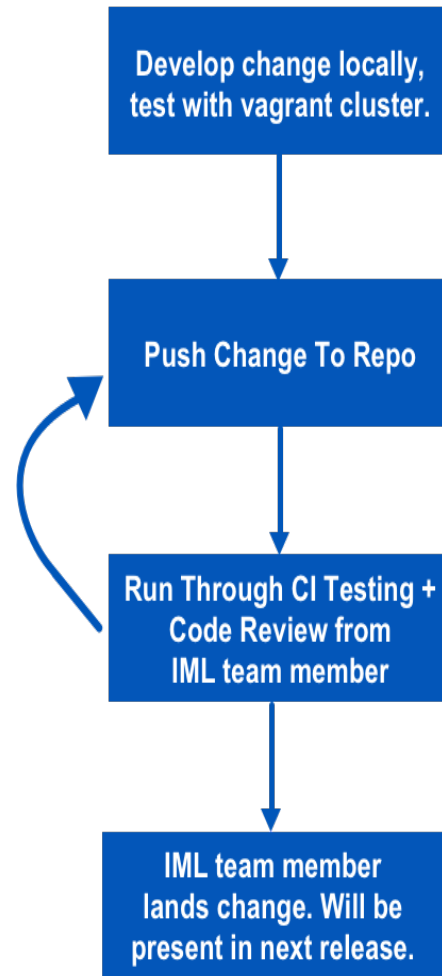 Develop change locally,
test with vagrant cluster.
Push Change To Repo
Run Through CI Testing +
Code Review from
IML team member
IML team member
lands change. Will be
present in next release.